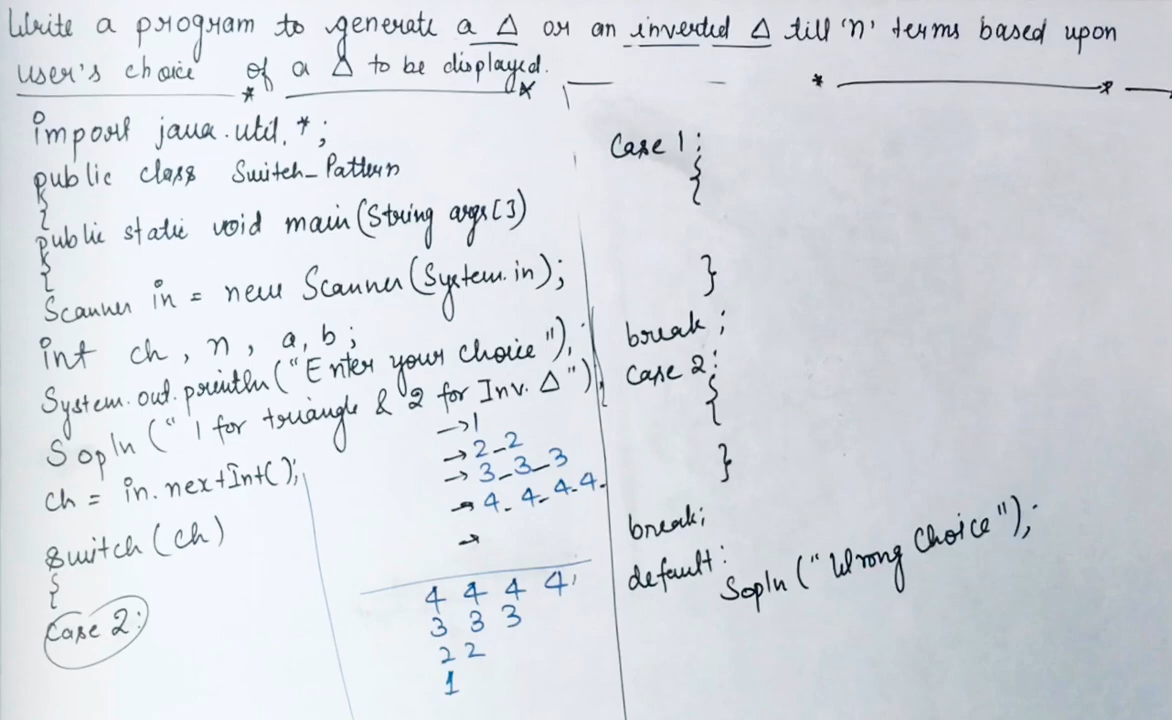 Write a program to generate a Δ or an inverted Δ till 'n' terms based upon
user's choice of a Δ to be displayed.
import java.util.*;
public class Switch_Pattern
{
public static void main(String args[])
{
Scanner in = new Scanner(System.in);
int ch, n, a, b;
System.out.println("Enter your choice");
Sopln ("1 for triangle & 2 for Inv. Δ");
ch = in.nextInt();
switch(ch)
{
Case 2:
→1
→2-2
→3-3-3
→4-4-4-4-
→
4 4 4 4
3 3 3
2 2
1
Case 1:
{
}
break;
case 2:
{
}
break;
default:
Sopln ("Wrong Choice");